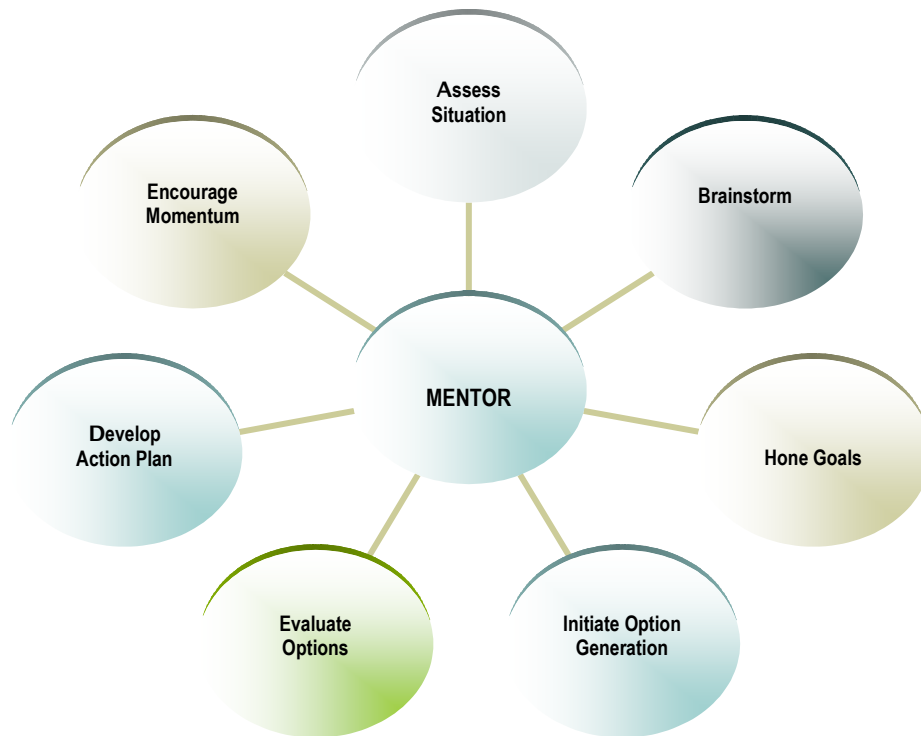 Assess
Situation
Brainstorm
Encourage
Momentum
MENTOR
Hone Goals
Develop
Action Plan
Initiate Option
Generation
Evaluate
Options